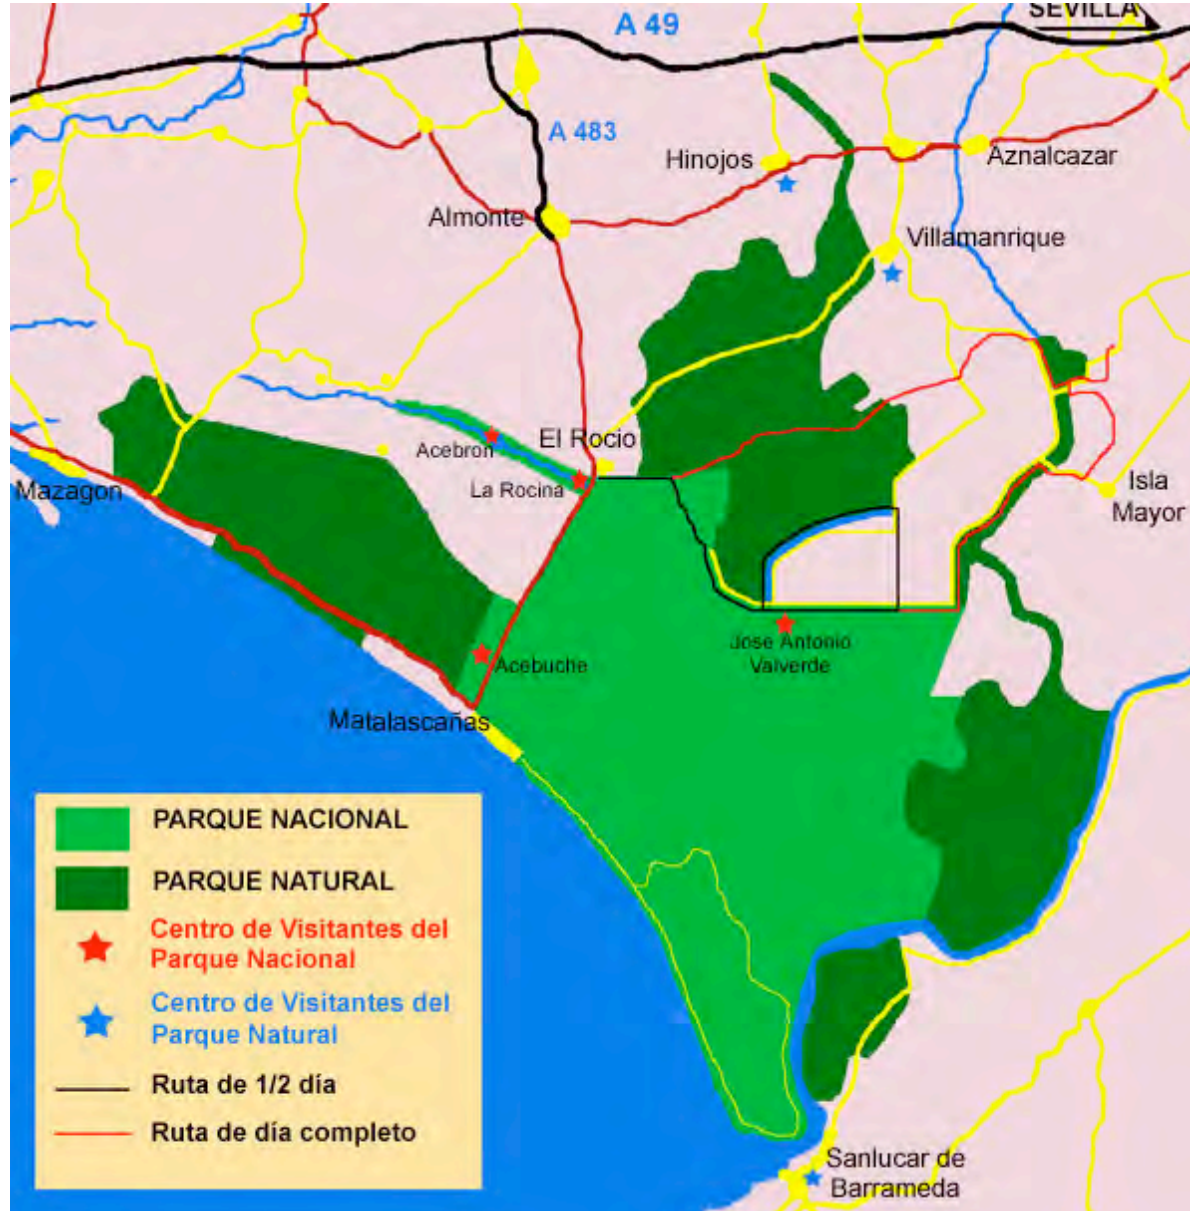 SEVILLA
A 49
A 483
Hinojos
Aznalcazar
Almonte
Villamanrique
El Rocio
Acebron
La Rocina
Isla
Mayor
Mazagon
Jose Antonio
Valverde
Acebuche
Matalascañas
PARQUE NACIONAL
PARQUE NATURAL
Centro de Visitantes del
Parque Nacional
Centro de Visitantes del
Parque Natural
Ruta de 1/2 día
Ruta de día completo
Sanlucar de
Barrameda